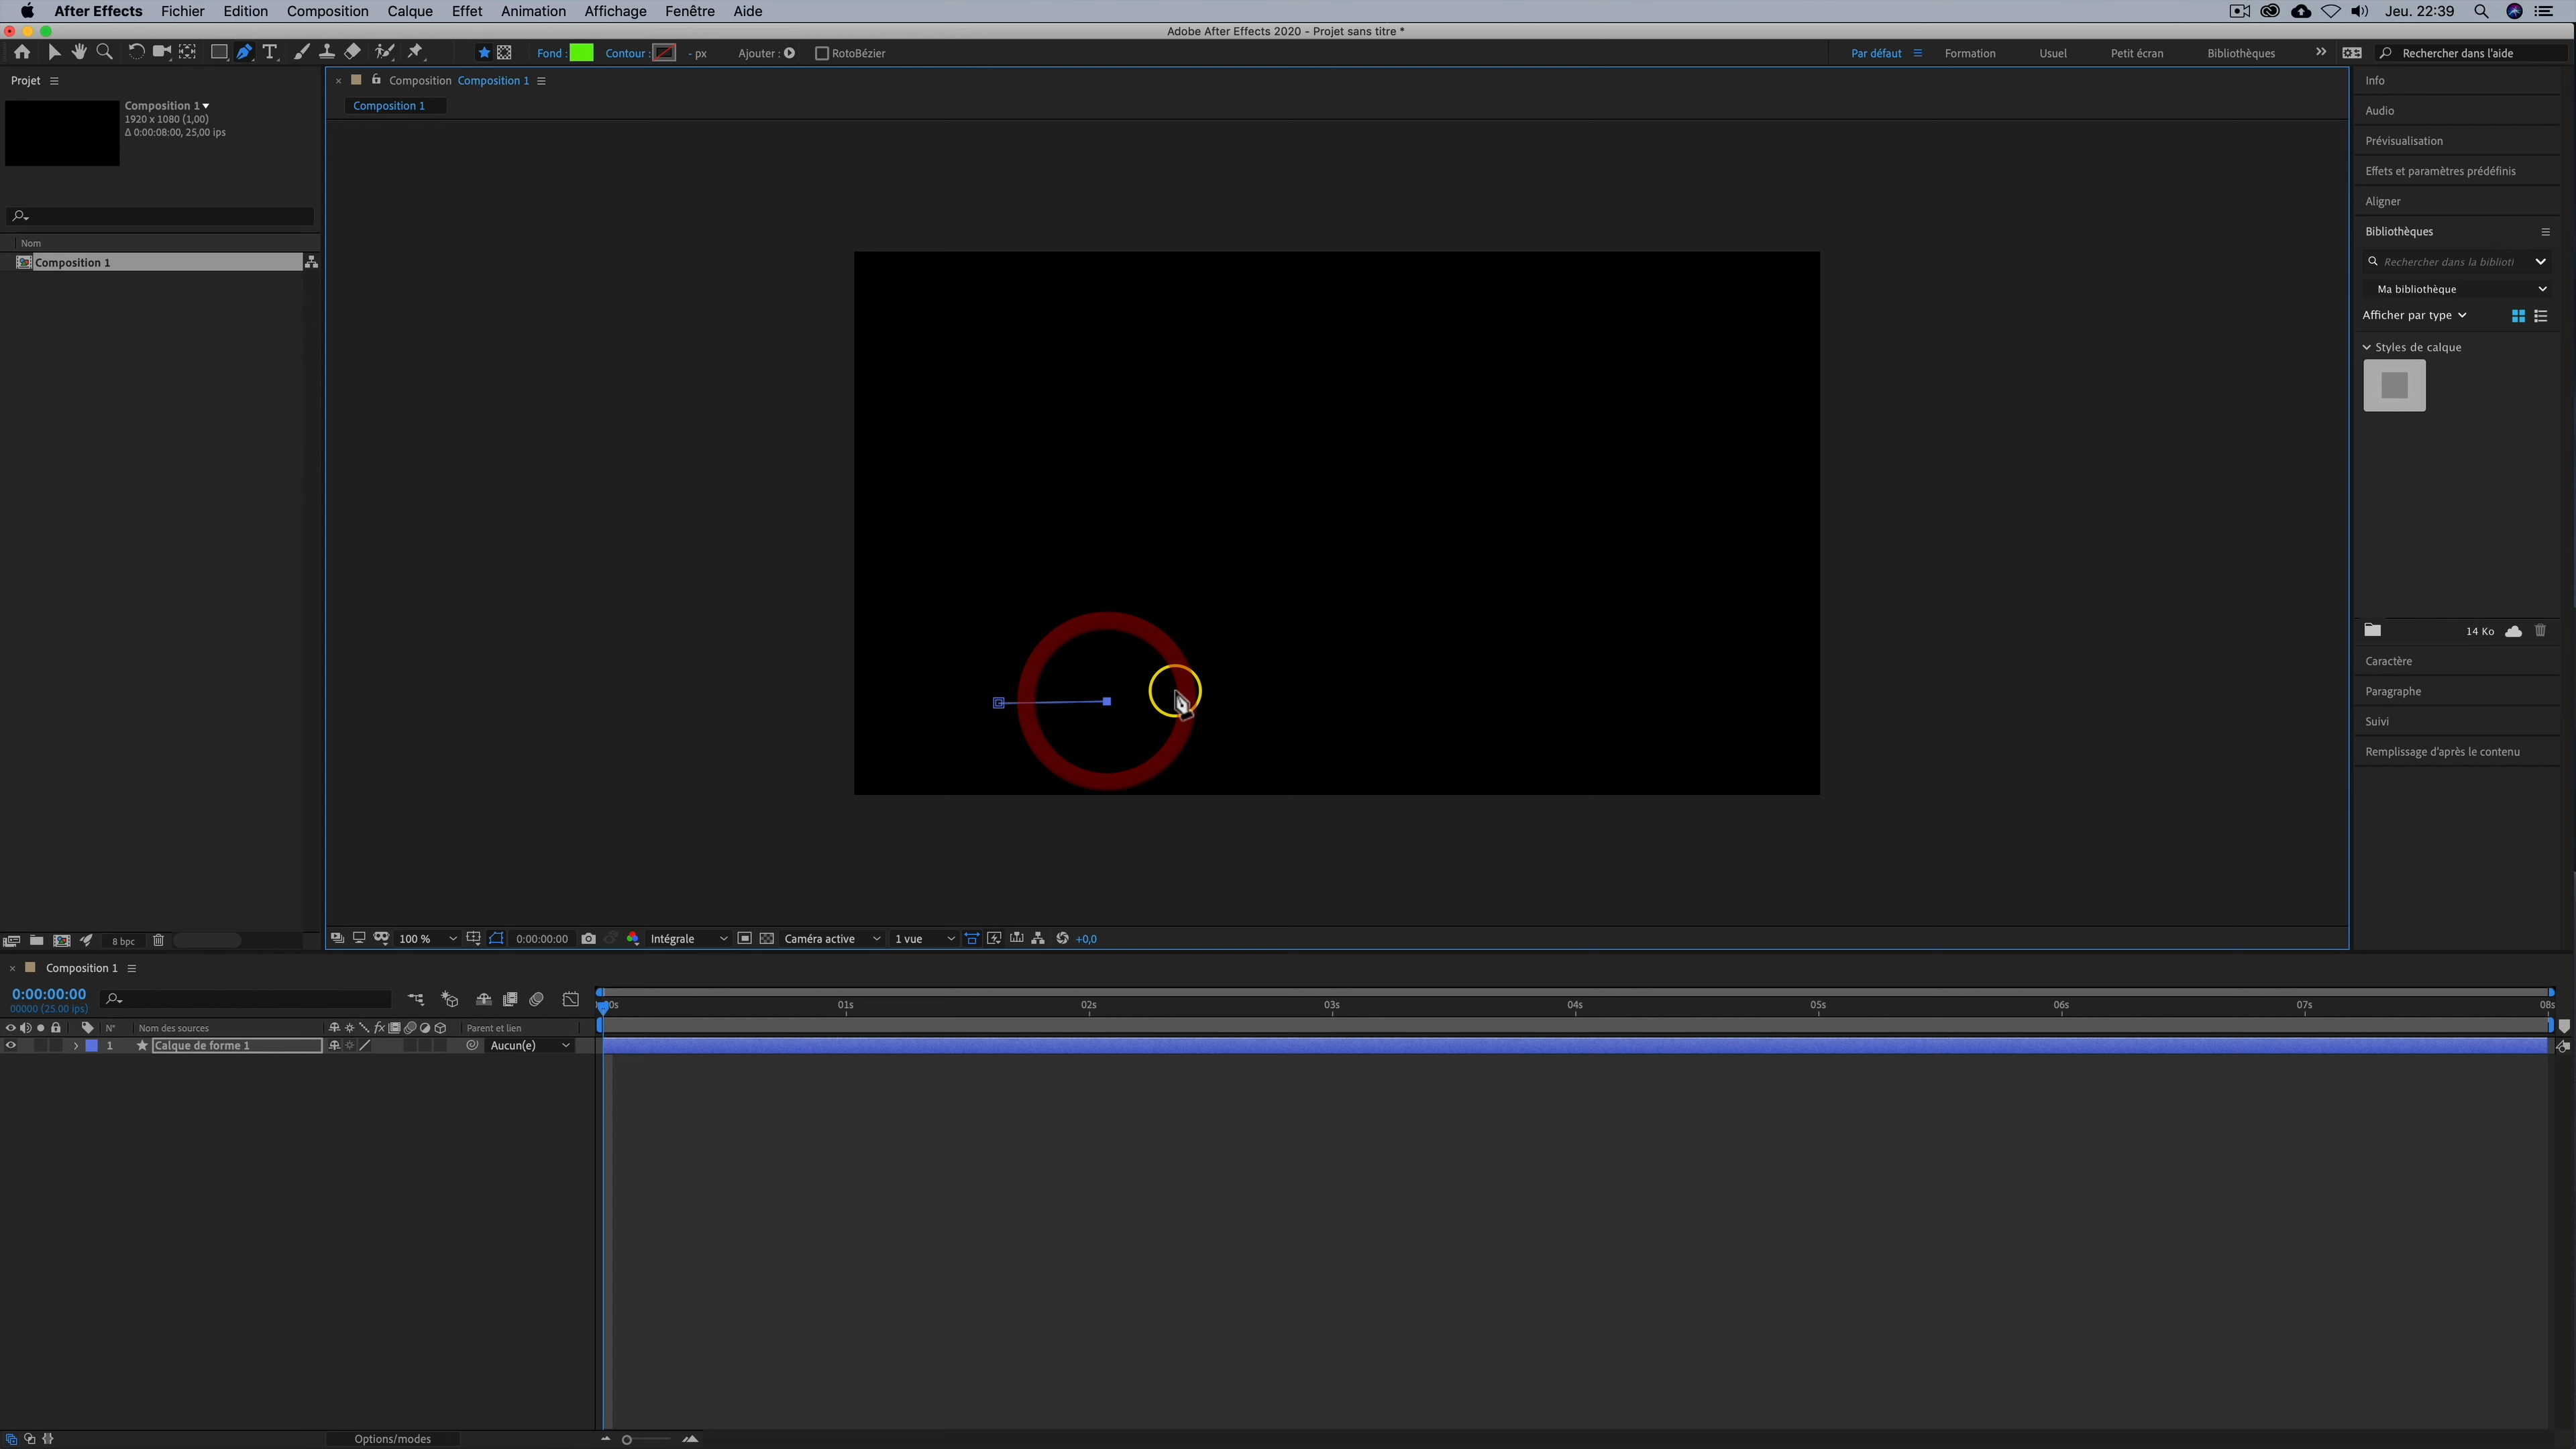 After Effects Fichier Edition Composition Calque Effet Animation Affichage Fenêtre Aide Jeu. 22:39
Adobe After Effects 2020 - Projet sans titre *
Fond : Contour : - px Ajouter : RotoBézier Par défaut Formation Usuel Petit écran Bibliothèques Rechercher dans l'aide
Projet
Composition 1
1920 x 1080 (1,00)
Δ 0:00:08:00, 25,00 ips
Nom
Composition 1
Composition Composition 1
Composition 1
Info
Audio
Prévisualisation
Effets et paramètres prédéfinis
Aligner
Bibliothèques
Rechercher dans la biblioti
Ma bibliothèque
Afficher par type
Styles de calque
14 Ko
Caractère
Paragraphe
Suivi
Remplissage d'après le contenu
8 bpc
100 % 0:00:00:00 Intégrale Caméra active 1 vue +0,0
Composition 1
0:00:00:00
00000 (25.00 ips)
00s 01s 02s 03s 04s 05s 06s 07s 08s
N° Nom des sources fx Parent et lien
1 Calque de forme 1 Aucun(e)
Options/modes